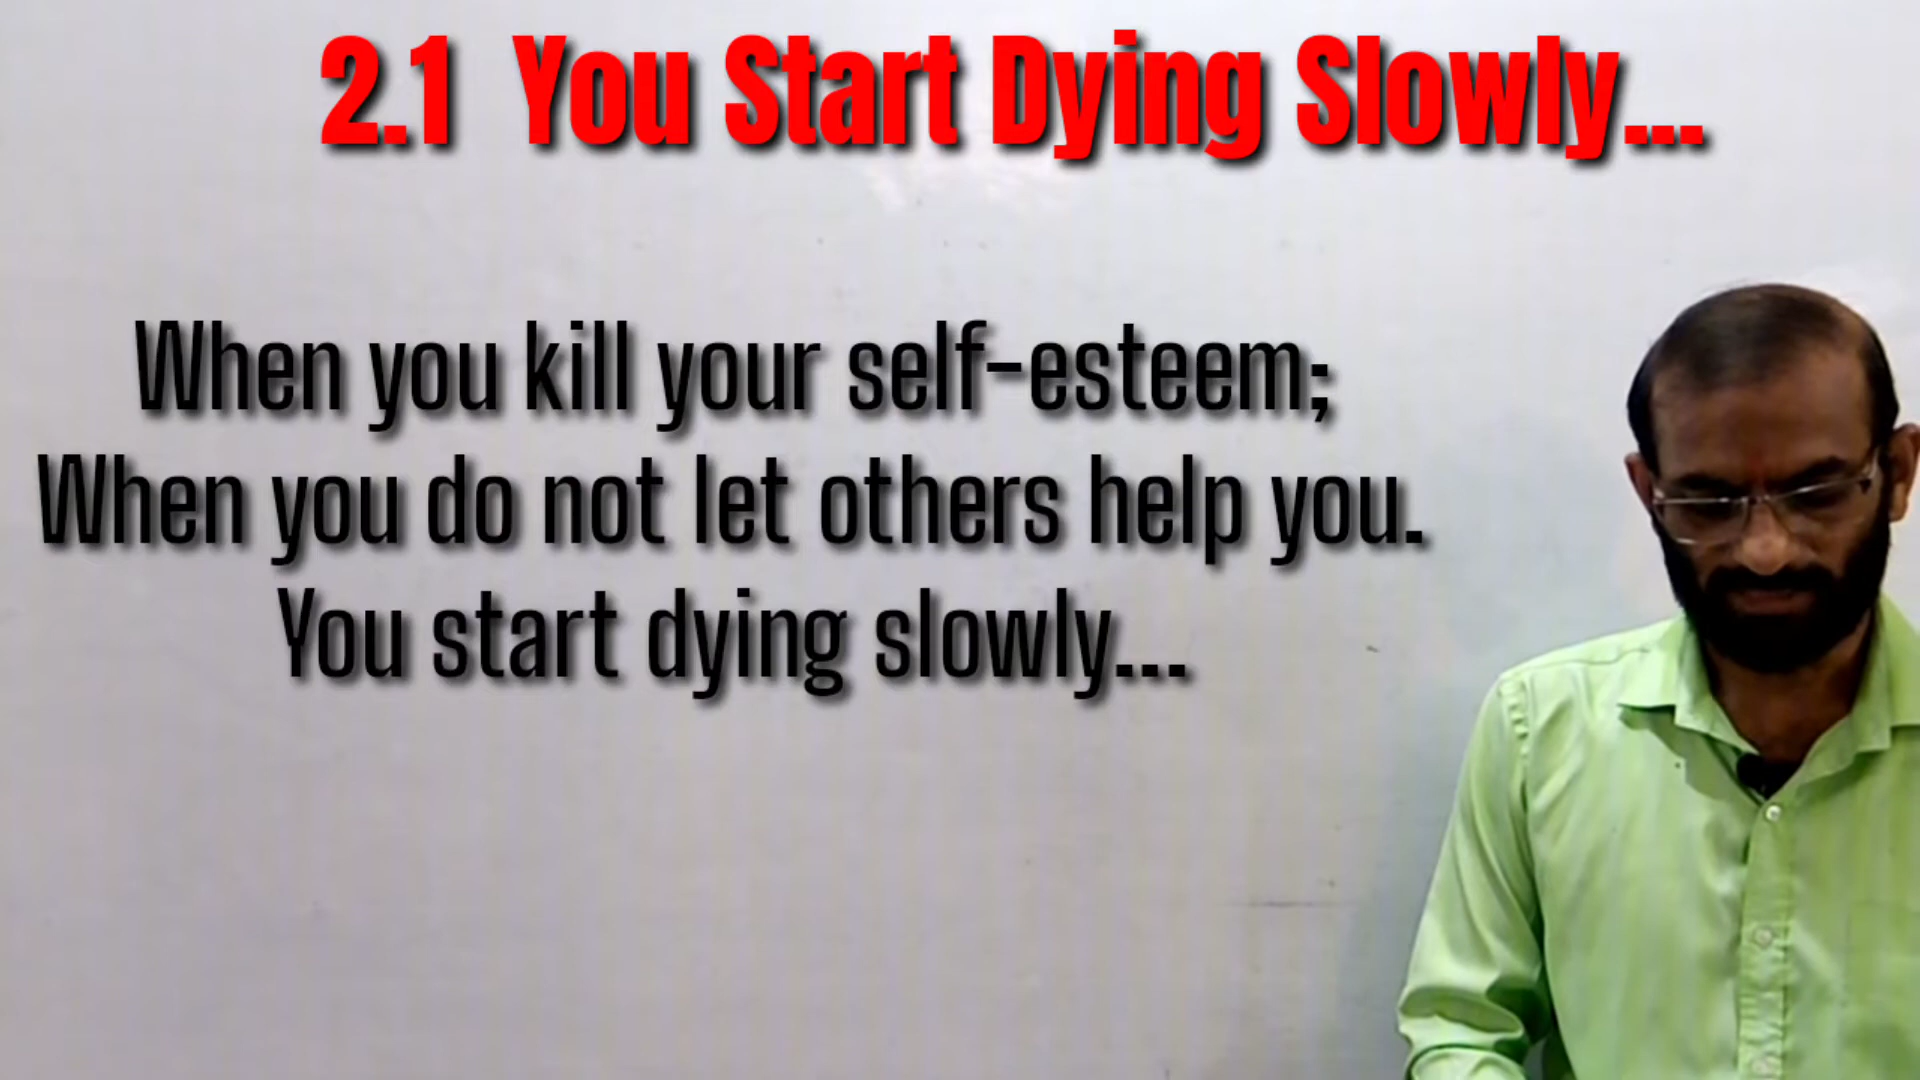 2.1 You Start Dying Slowly...
When you kill your self-esteem;
When you do not let others help you.
You start dying slowly...